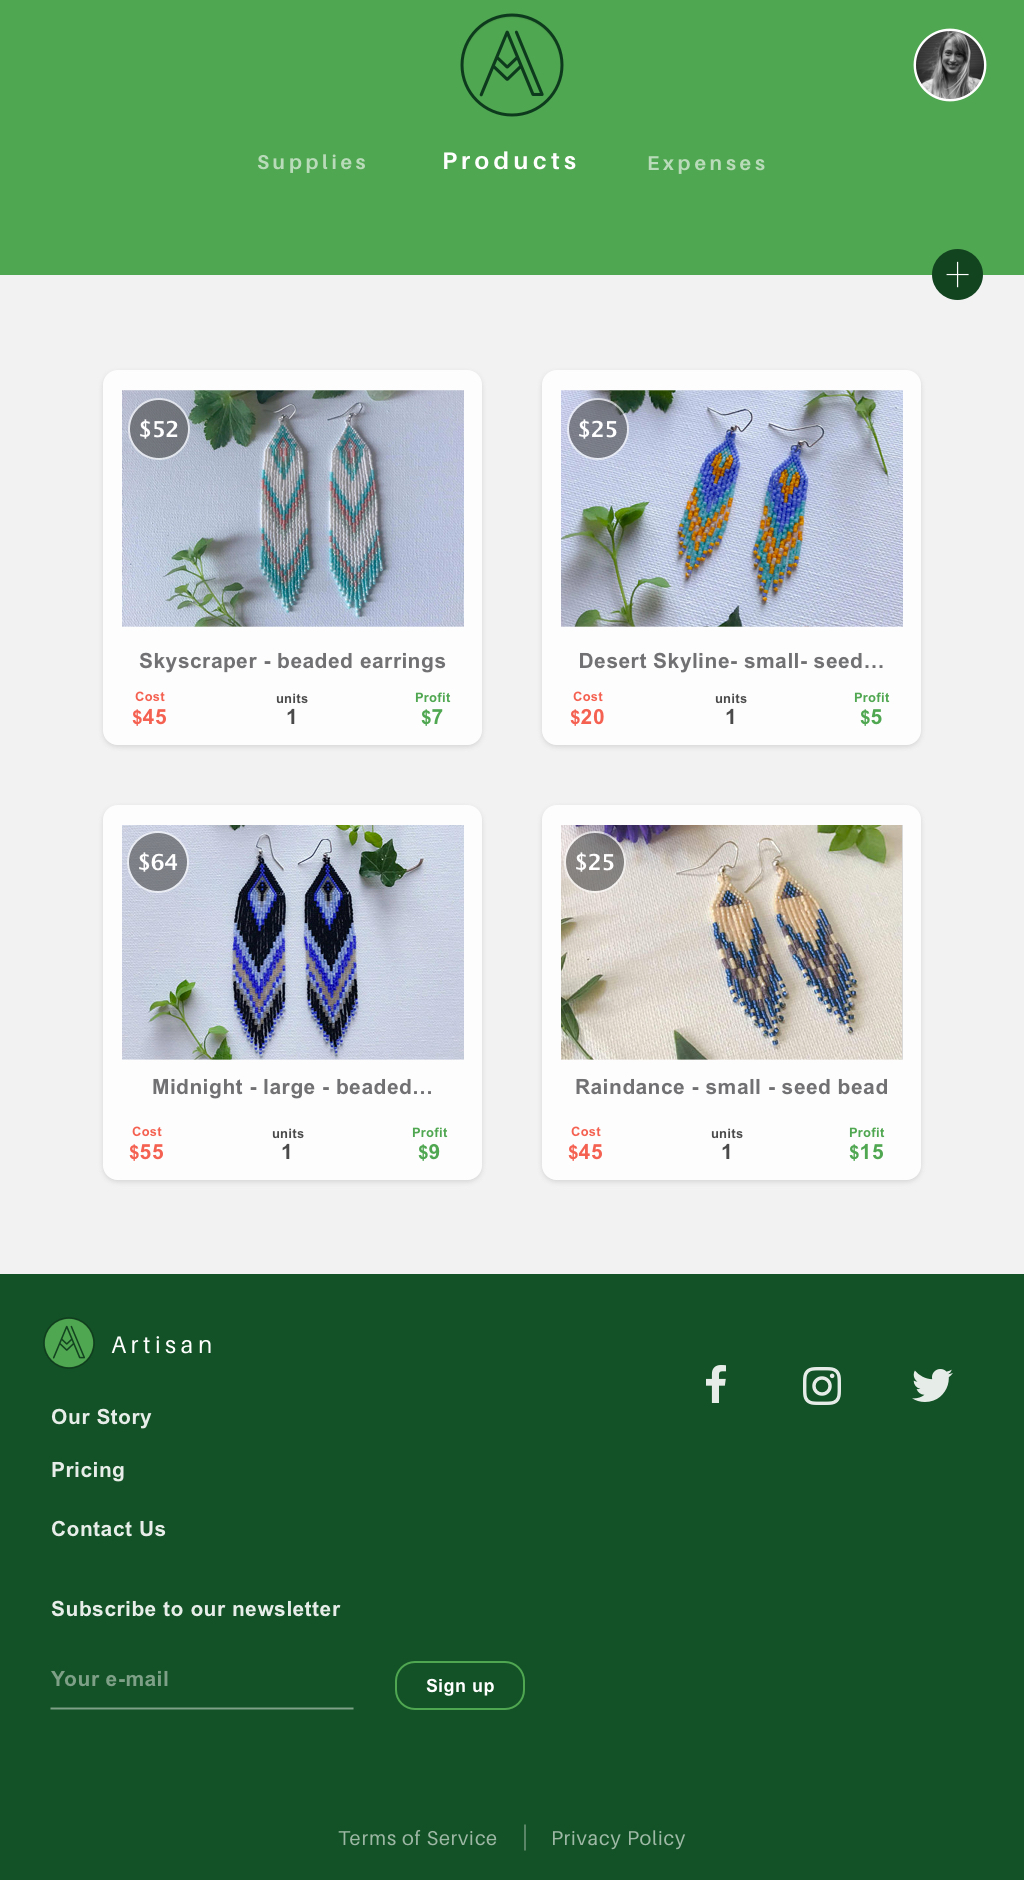 Supplies Products Expenses
$52
Skyscraper - beaded earrings
Cost units Profit
$45 1 $7
$25
Desert Skyline- small- seed...
Cost units Profit
$20 1 $5
$64
Midnight - large - beaded...
Cost units Profit
$55 1 $9
$25
Raindance - small - seed bead
Cost units Profit
$45 1 $15
Artisan
Our Story
Pricing
Contact Us
Subscribe to our newsletter
Your e-mail
Sign up
Terms of Service | Privacy Policy